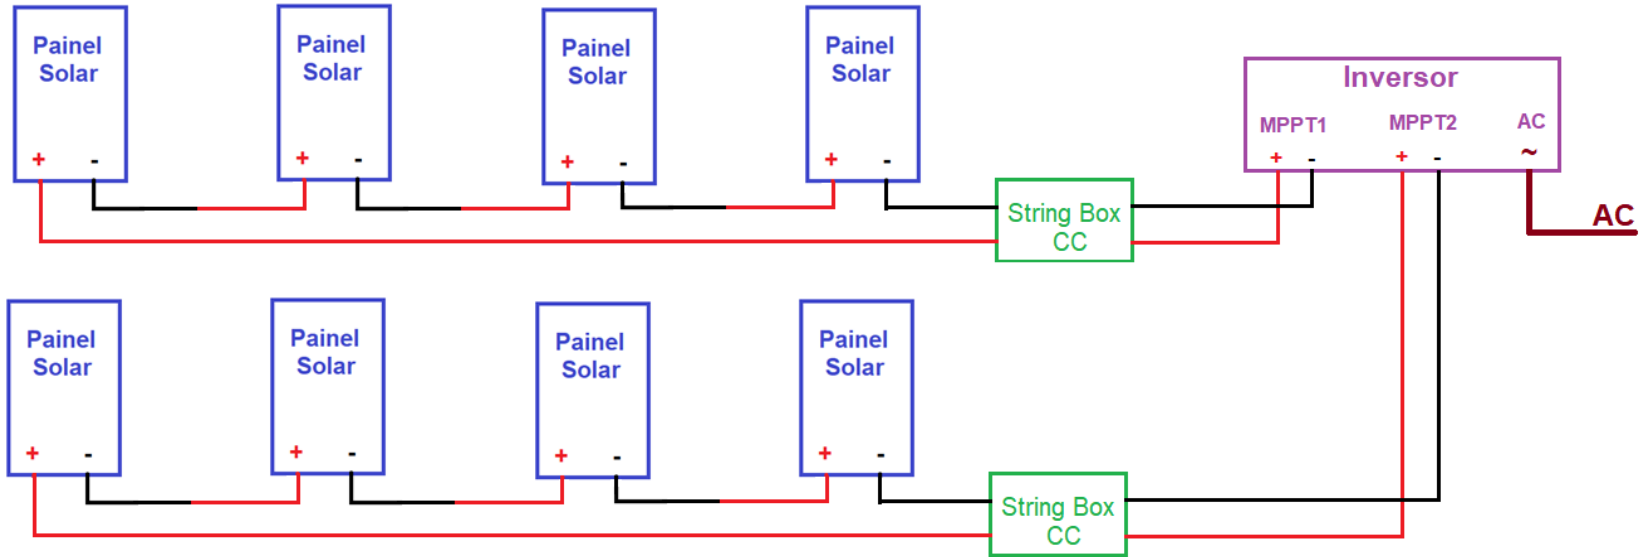 Painel
Solar
Painel
Solar
Painel
Solar
Painel
Solar
+ -
+ -
+ -
+ -
Inversor
MPPT1
MPPT2
AC
+ -
+ -
~
String Box
CC
AC
Painel
Solar
Painel
Solar
Painel
Solar
Painel
Solar
+ -
+ -
+ -
+ -
String Box
CC